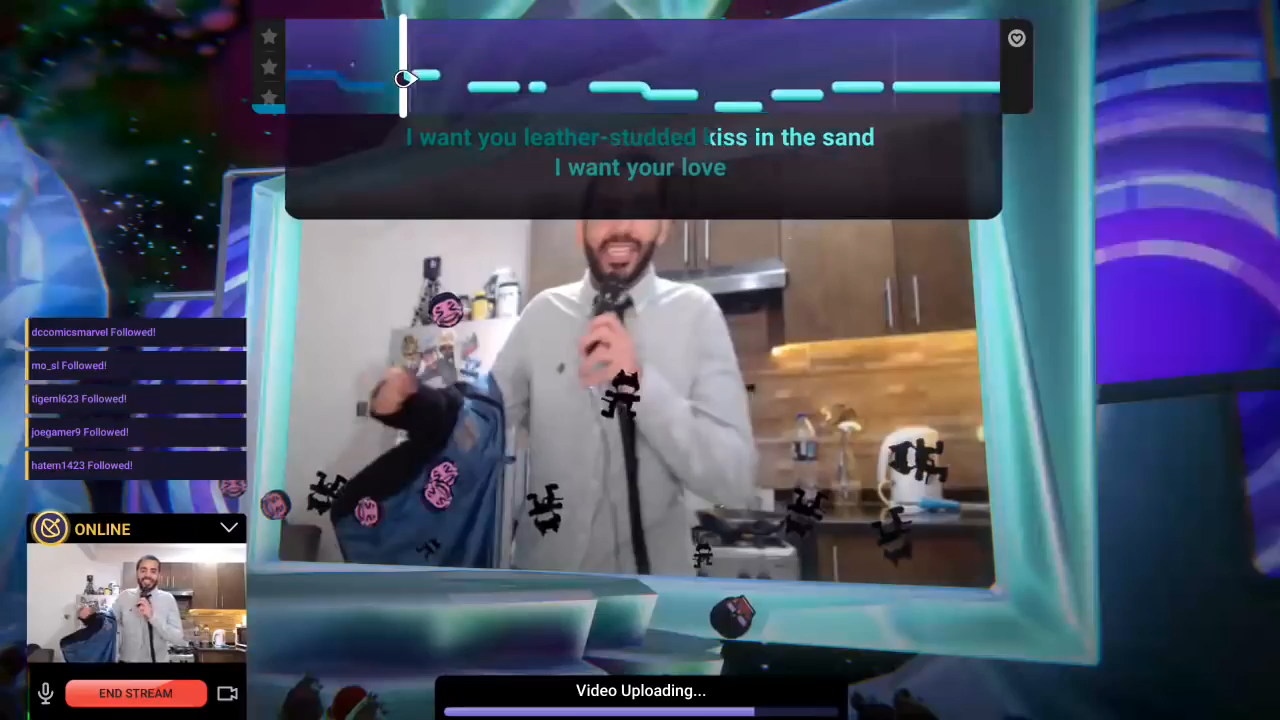 I want you leather-studded kiss in the sand
I want your love
dccomicsmarvel Followed!
mo_sl Followed!
tigernl623 Followed!
joegamer9 Followed!
hatem1423 Followed!
ONLINE
END STREAM
Video Uploading...